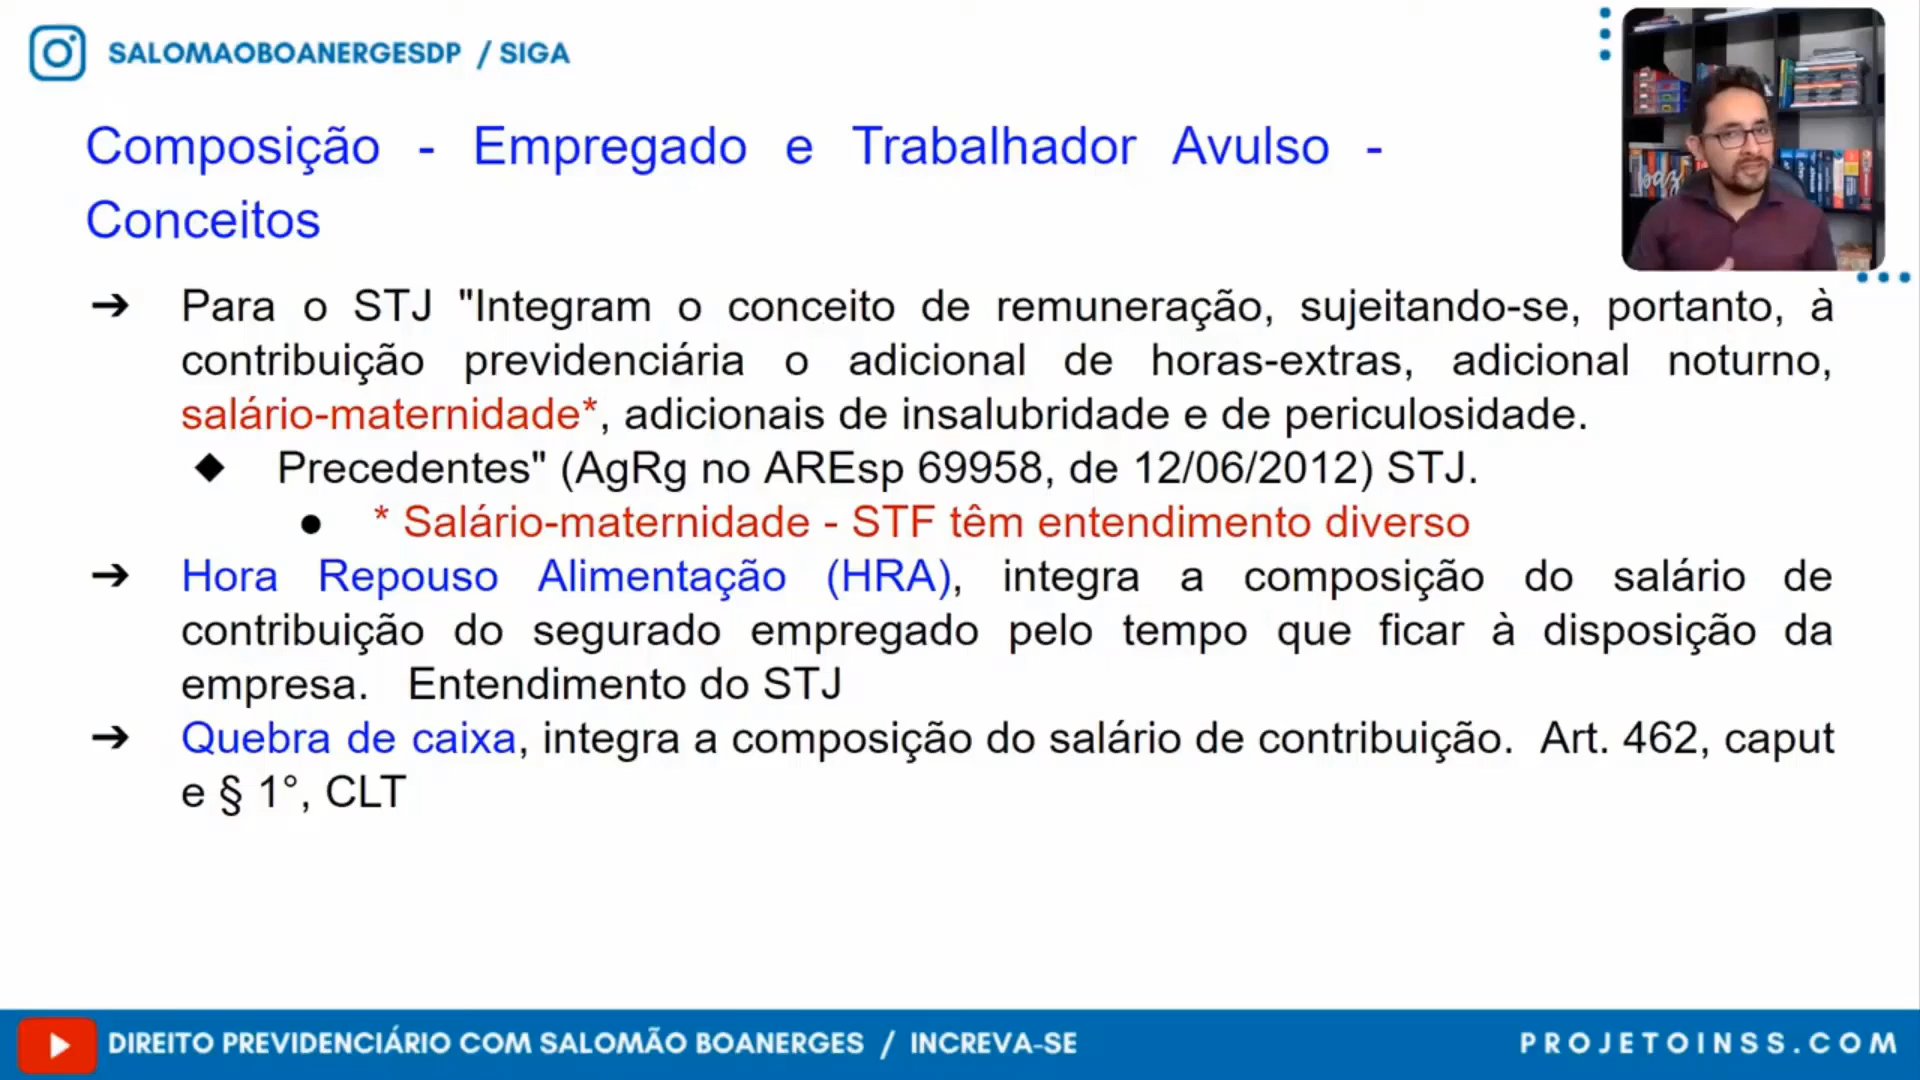 SALOMAOBOANERGESDP / SIGA
Composição - Empregado e Trabalhador Avulso -
Conceitos
➔ Para o STJ "Integram o conceito de remuneração, sujeitando-se, portanto, à
contribuição previdenciária o adicional de horas-extras, adicional noturno,
salário-maternidade*, adicionais de insalubridade e de periculosidade.
◆ Precedentes" (AgRg no AREsp 69958, de 12/06/2012) STJ.
● * Salário-maternidade - STF têm entendimento diverso
➔ Hora Repouso Alimentação (HRA), integra a composição do salário de
contribuição do segurado empregado pelo tempo que ficar à disposição da
empresa. Entendimento do STJ
➔ Quebra de caixa, integra a composição do salário de contribuição. Art. 462, caput
e § 1°, CLT
DIREITO PREVIDENCIÁRIO COM SALOMÃO BOANERGES / INCREVA-SE
PROJETOINSS.COM